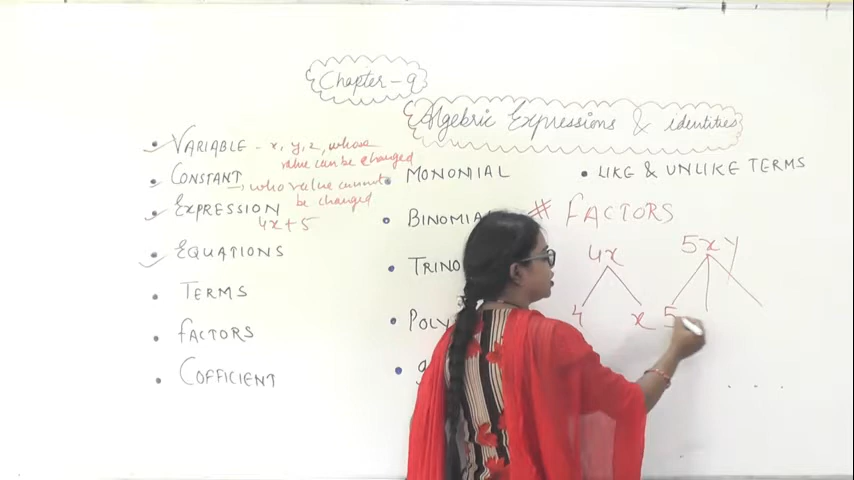 Chapter-9
Algebric Expressions & identities
• VARIABLE - x, y, z, whose
value can be changed
• CONSTANT → who value cannot
be changed
• EXPRESSION
4x+5
• EQUATIONS
• TERMS
• FACTORS
• COFFICIENT
• MONOMIAL
• BINOMIA
• TRINO
• POLY
• LIKE & UNLIKE TERMS
# FACTORS
4x
4 x
5xy
5